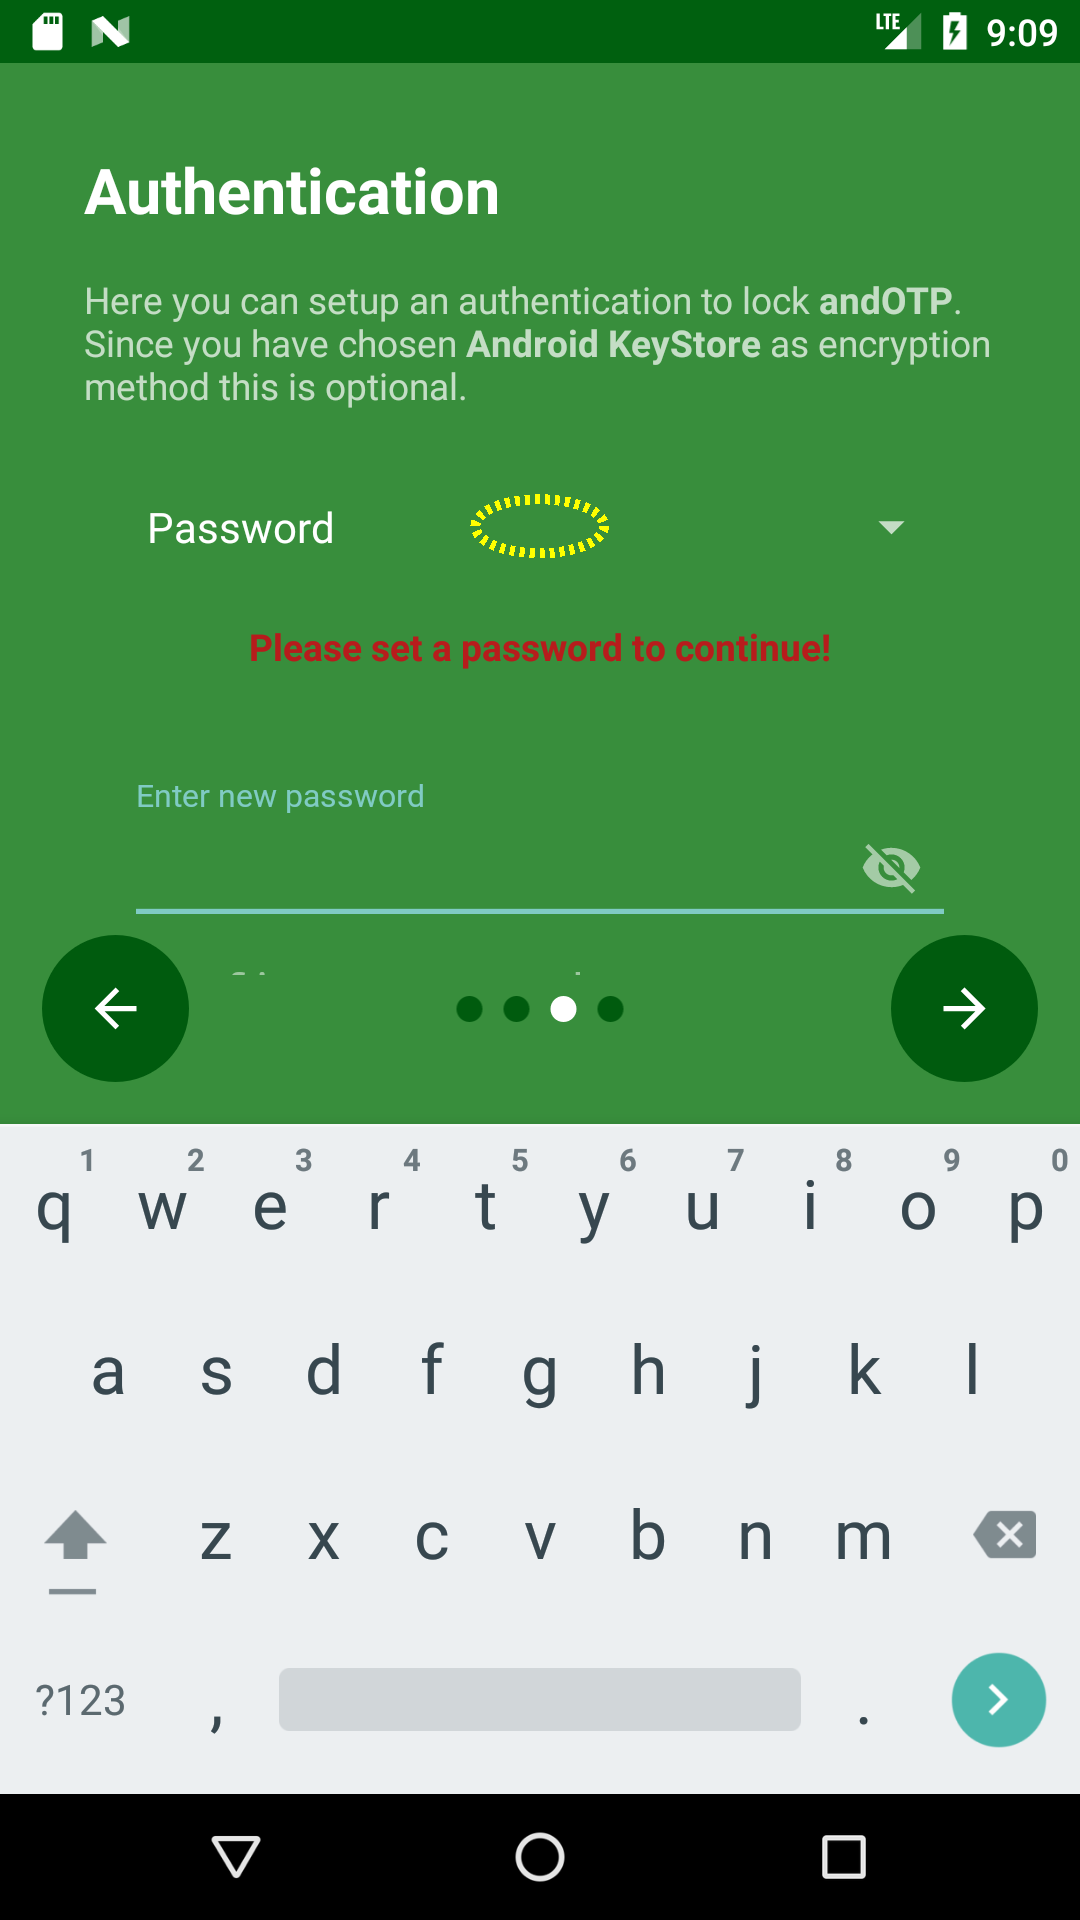 LTE 9:09
Authentication
Here you can setup an authentication to lock andOTP.
Since you have chosen Android KeyStore as encryption
method this is optional.
Password
Please set a password to continue!
Enter new password
1 2 3 4 5 6 7 8 9 0
q w e r t y u i o p
a s d f g h j k l
z x c v b n m
?123 , .